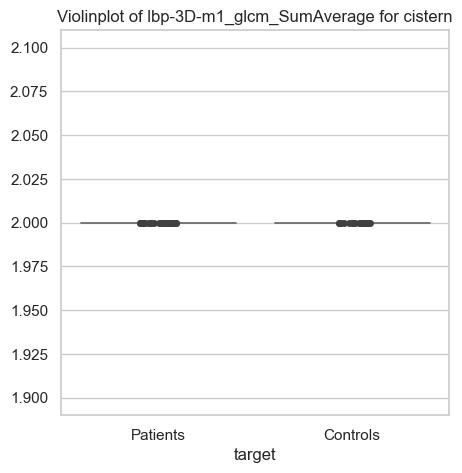 Violinplot of lbp-3D-m1_glcm_SumAverage for cistern
2.100
2.075
2.050
2.025
2.000
1.975
1.950
1.925
1.900
Patients
Controls
target